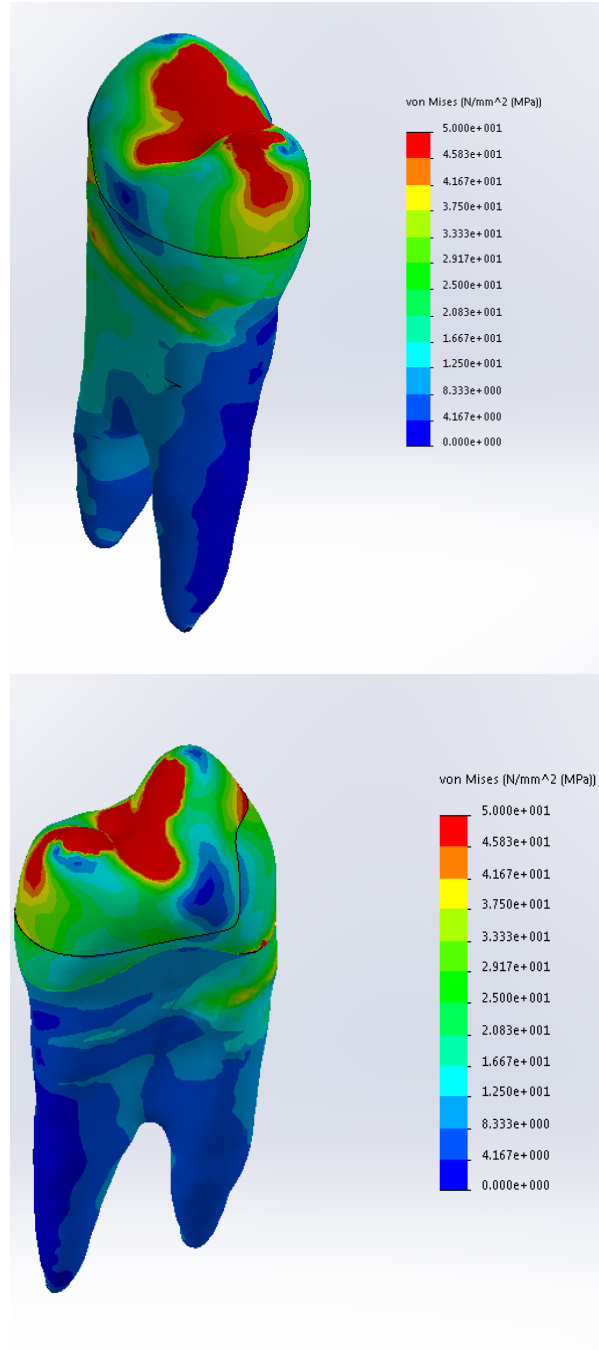 von Mises (N/mm^2 (MPa))
5.000e+001
4.583e+001
4.167e+001
3.750e+001
3.333e+001
2.917e+001
2.500e+001
2.083e+001
1.667e+001
1.250e+001
8.333e+000
4.167e+000
0.000e+000
von Mises (N/mm^2 (MPa))
5.000e+001
4.583e+001
4.167e+001
3.750e+001
3.333e+001
2.917e+001
2.500e+001
2.083e+001
1.667e+001
1.250e+001
8.333e+000
4.167e+000
0.000e+000